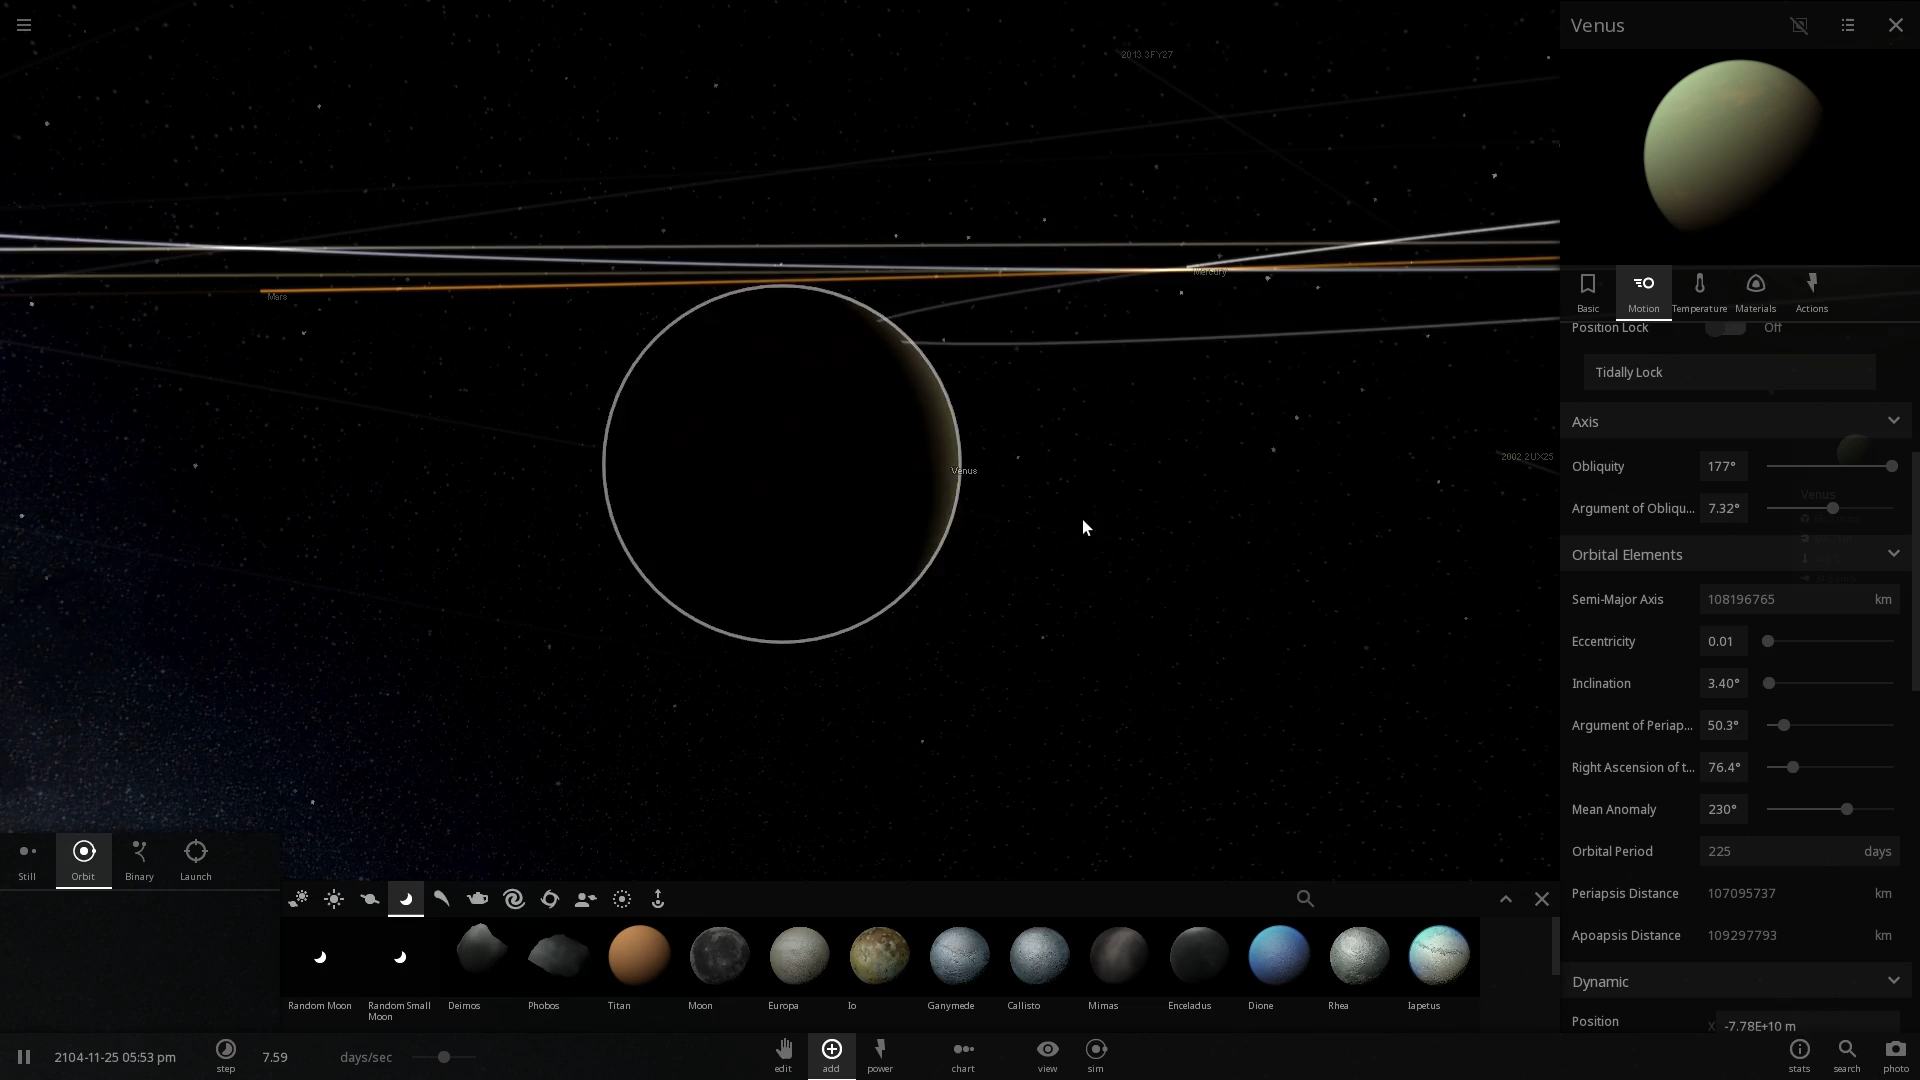 Venus
2013 3FY27
Mercury
Mars
Venus
2002 2UX25
Basic
Motion
Temperature
Materials
Actions
Position Lock
Off
Tidally Lock
Axis
Obliquity 177°
Argument of Obliqu... 7.32°
Venus
Orbital Elements
Semi-Major Axis 108196765 km
Eccentricity 0.01
Inclination 3.40°
Argument of Periap... 50.3°
Right Ascension of t... 76.4°
Mean Anomaly 230°
Orbital Period 225 days
Periapsis Distance 107095737 km
Apoapsis Distance 109297793 km
Dynamic
Position X -7.78E+10 m
Still
Orbit
Binary
Launch
Random Moon
Random Small
Moon
Deimos
Phobos
Titan
Moon
Europa
Io
Ganymede
Callisto
Mimas
Enceladus
Dione
Rhea
Iapetus
2104-11-25 05:53 pm
step
7.59 days/sec
edit
add
power
chart
view
sim
stats
search
photo